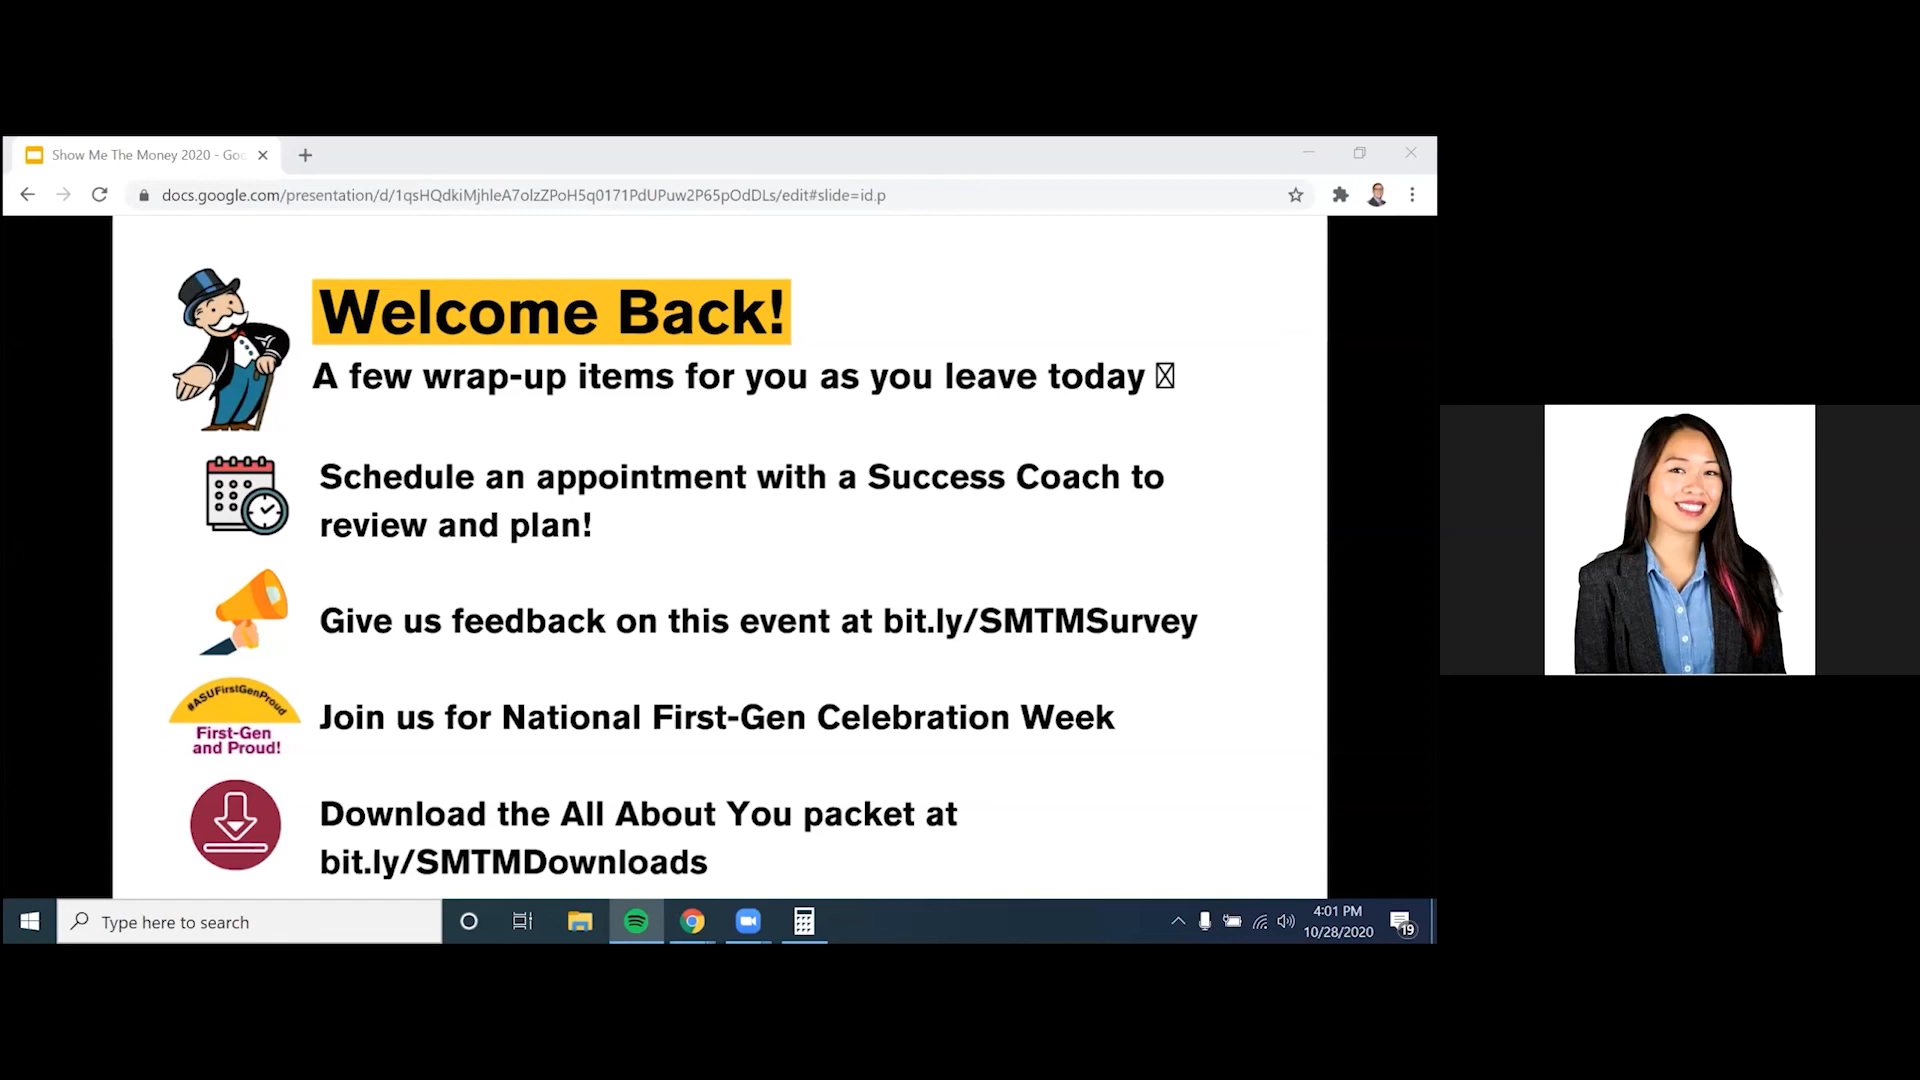 Show Me The Money 2020 - Goo
docs.google.com/presentation/d/1qsHQdkiMjhleA7olzZPoH5q0171PdUPuw2P65pOdDLs/edit#slide=id.p
Welcome Back!
A few wrap-up items for you as you leave today
Schedule an appointment with a Success Coach to
review and plan!
Give us feedback on this event at bit.ly/SMTMSurvey
#ASUFirstGenProud
First-Gen
and Proud!
Join us for National First-Gen Celebration Week
Download the All About You packet at
bit.ly/SMTMDownloads
Type here to search
4:01 PM
10/28/2020
19